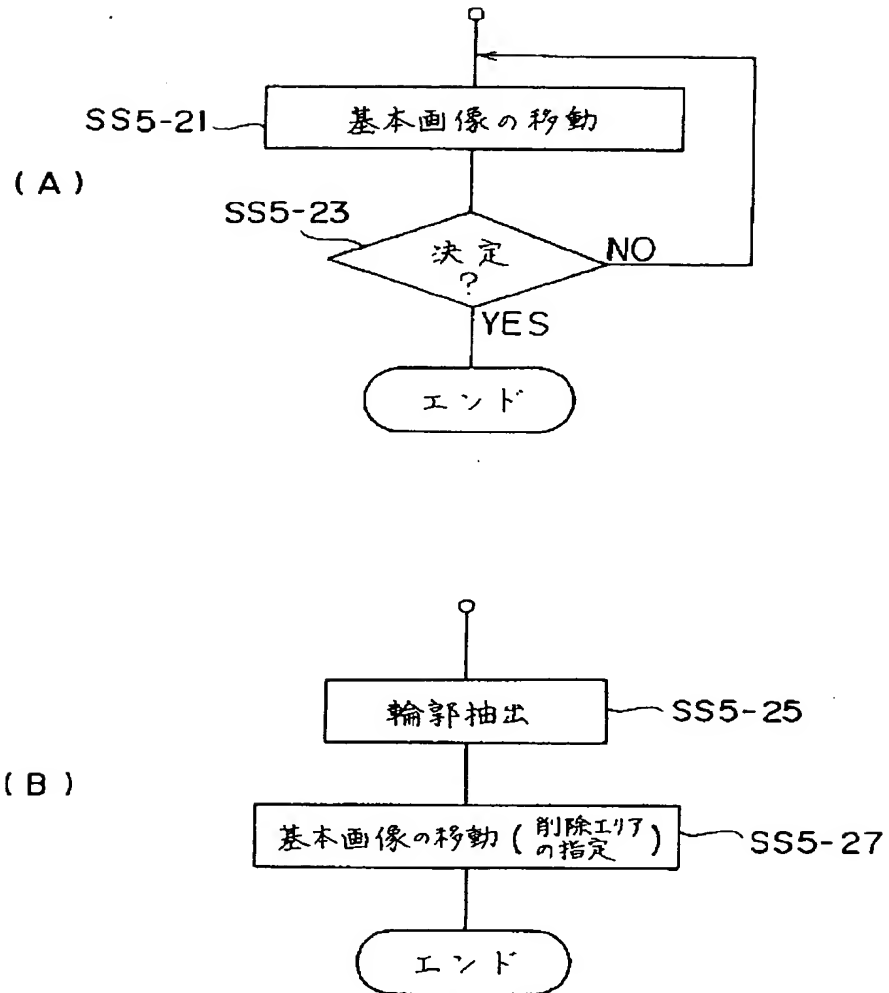 SS5-21
基本画像の移動
(A)
SS5-23
決定
?
NO
YES
エンド
輪郭抽出
SS5-25
(B)
基本画像の移動(削除エリア
の指定)
SS5-27
エンド